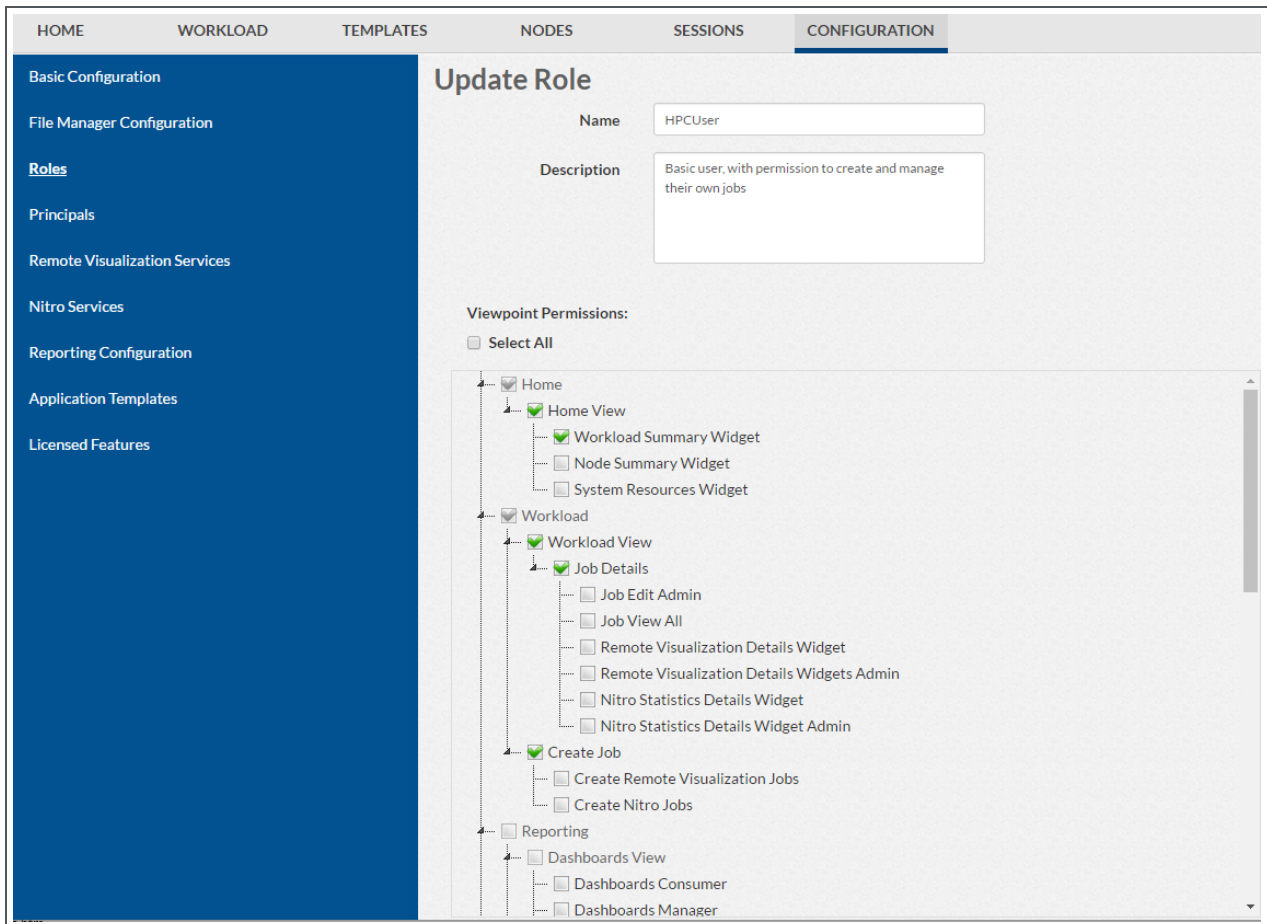 HOME WORKLOAD TEMPLATES NODES SESSIONS CONFIGURATION
Basic Configuration
File Manager Configuration
Roles
Principals
Remote Visualization Services
Nitro Services
Reporting Configuration
Application Templates
Licensed Features
Update Role
Name HPCUser
Description Basic user, with permission to create and manage
their own jobs
Viewpoint Permissions:
Select All
Home
Home View
Workload Summary Widget
Node Summary Widget
System Resources Widget
Workload
Workload View
Job Details
Job Edit Admin
Job View All
Remote Visualization Details Widget
Remote Visualization Details Widgets Admin
Nitro Statistics Details Widget
Nitro Statistics Details Widget Admin
Create Job
Create Remote Visualization Jobs
Create Nitro Jobs
Reporting
Dashboards View
Dashboards Consumer
Dashboards Manager